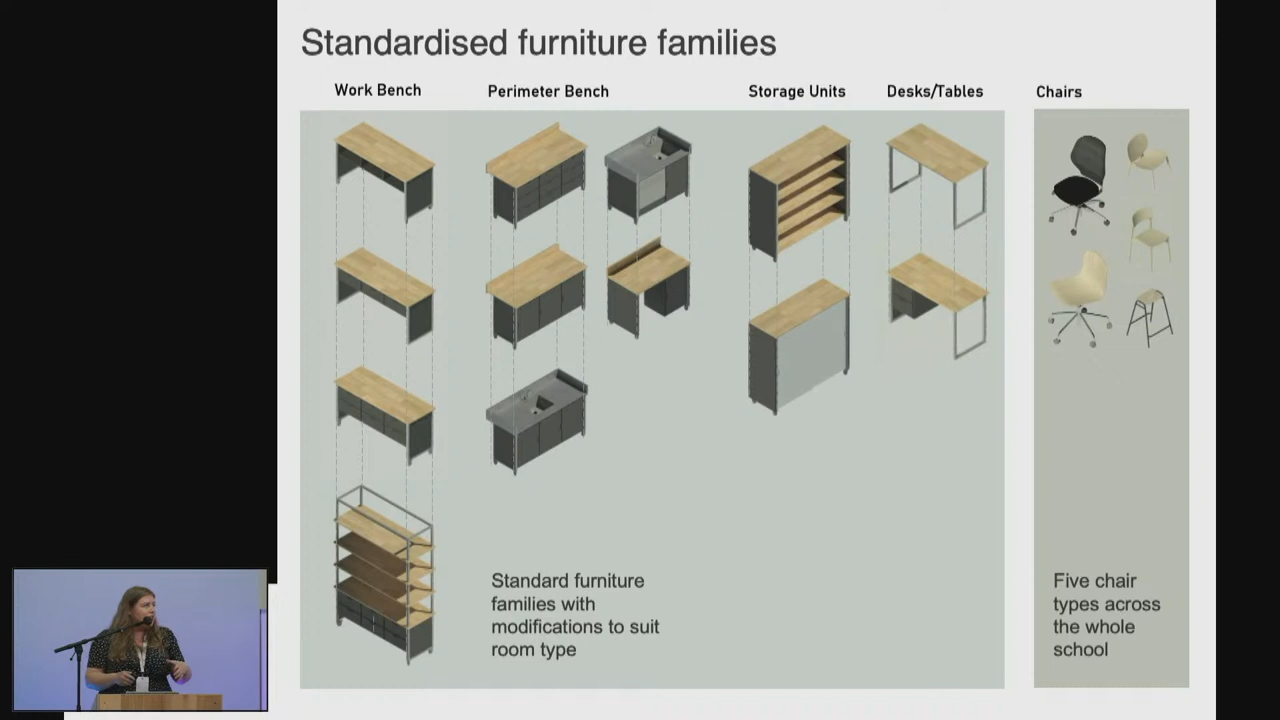 Standardised furniture families
Work Bench
Perimeter Bench
Storage Units
Desks/Tables
Chairs
Standard furniture
families with
modifications to suit
room type
Five chair
types across
the whole
school